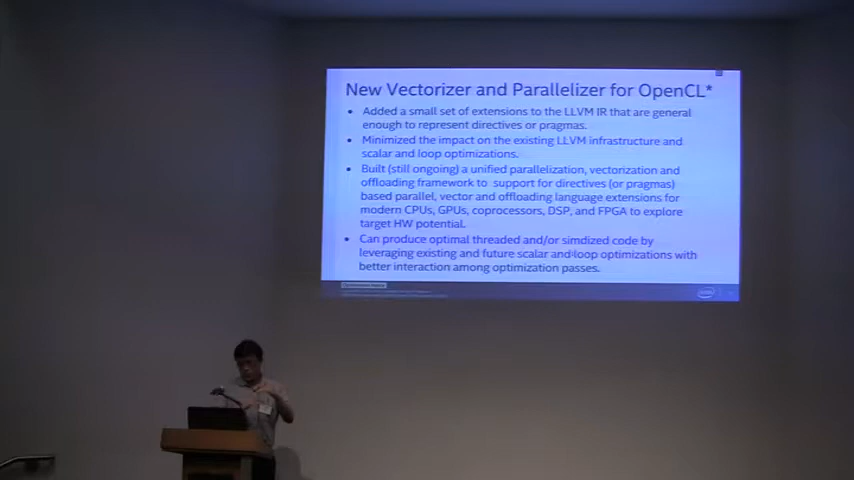 New Vectorizer and Parallelizer for OpenCL*
• Added a small set of extensions to the LLVM IR that are general
enough to represent directives or pragmas.
• Minimized the impact on the existing LLVM infrastructure and
scalar and loop optimizations.
• Built (still ongoing) a unified parallelization, vectorization and
offloading framework to support for directives (or pragmas)
based parallel, vector and offloading language extensions for
modern CPUs, GPUs, coprocessors, DSP, and FPGA to explore
target HW potential.
• Can produce optimal threaded and/or simdized code by
leveraging existing and future scalar and loop optimizations with
better interaction among optimization passes.